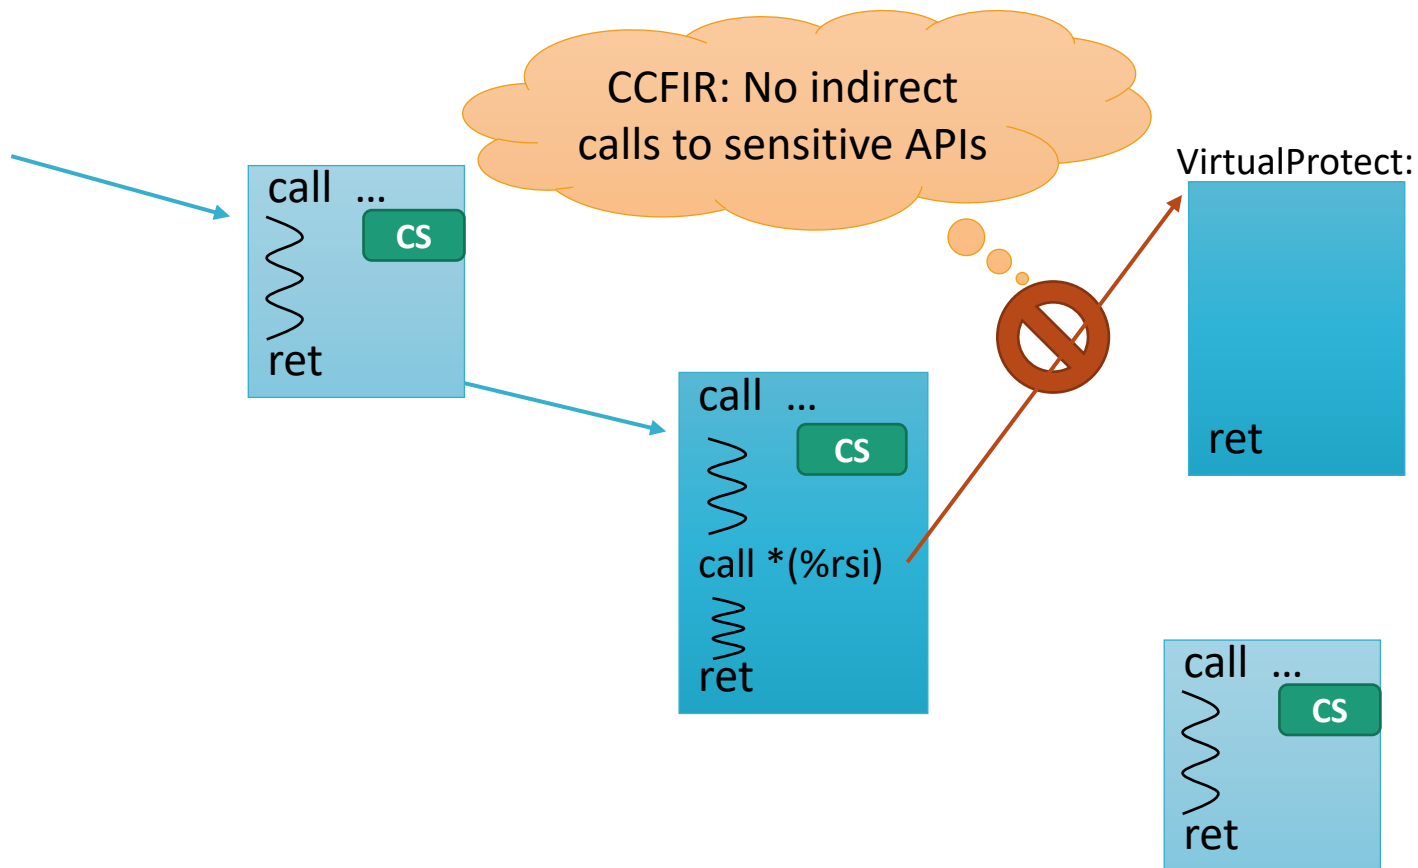 CCFIR: No indirect
calls to sensitive APIs
VirtualProtect:
call …
CS
ret
call …
CS
call *(%rsi)
ret
ret
call …
CS
ret